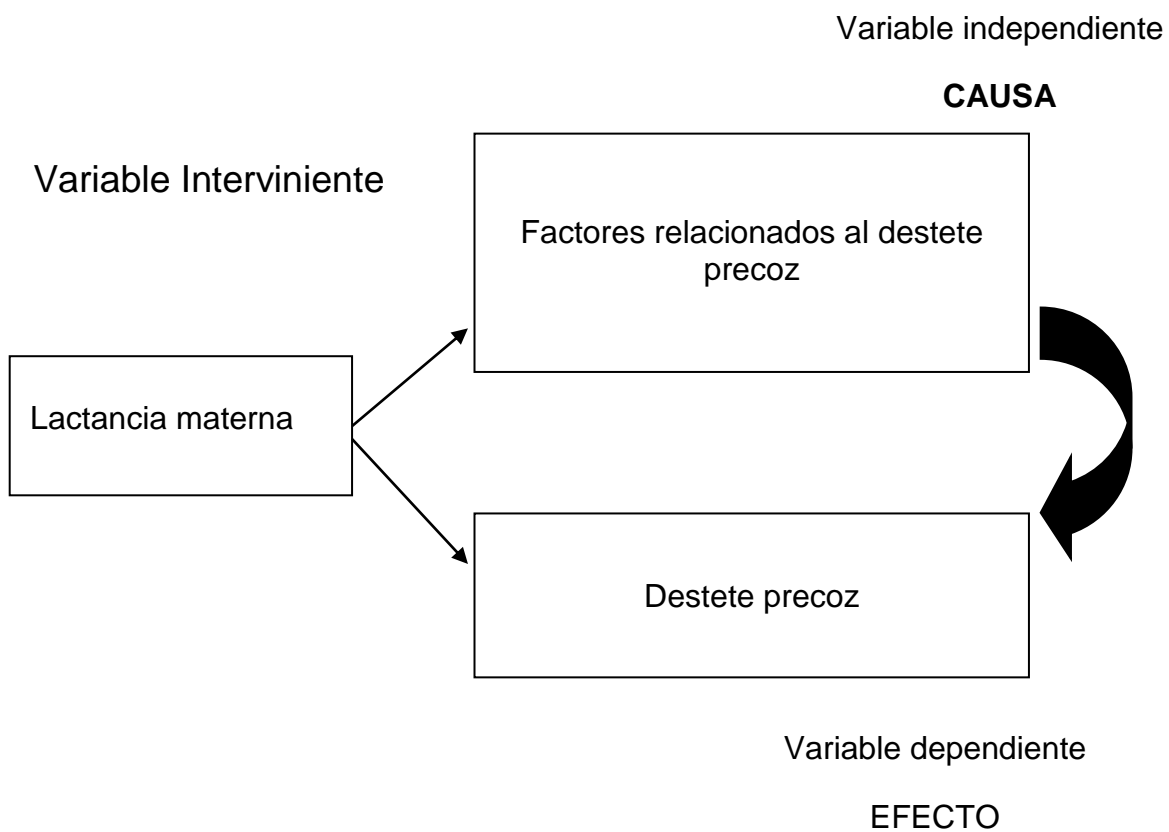 Variable independiente
CAUSA
Variable Interviniente
Factores relacionados al destete
precoz
Lactancia materna
Destete precoz
Variable dependiente
EFECTO